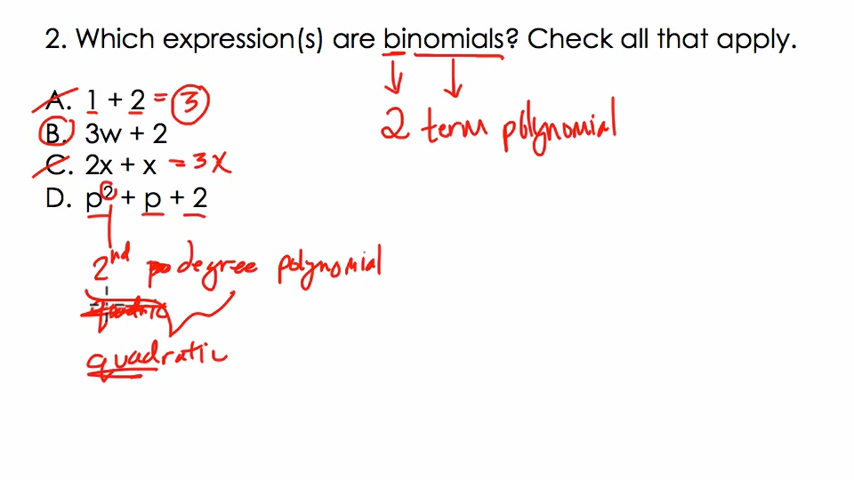 2. Which expression(s) are binomials? Check all that apply.
A. 1 + 2 = 3
2 term polynomial
B. 3w + 2
C. 2x + x = 3x
D. p² + p + 2
2nd degree polynomial
quadratic